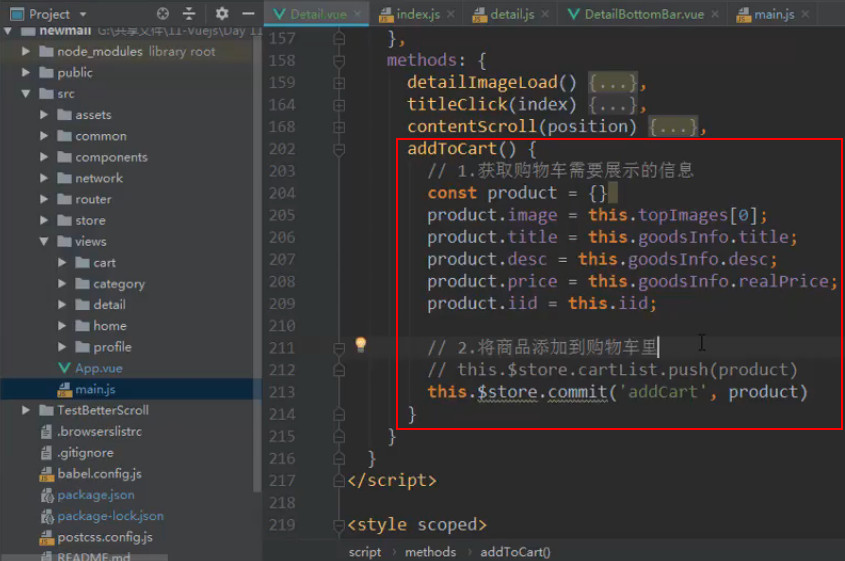 Project
Detail.vue
index.js
detail.js
DetailBottomBar.vue
main.js
newmall G:\共享文件\11-Vuejs\Day
node_modules library root
public
src
assets
common
components
network
router
store
views
cart
category
detail
home
profile
App.vue
main.js
TestBetterScroll
.browserslistrc
.gitignore
babel.config.js
package.json
package-lock.json
postcss.config.js
README.md
157 },
158 methods: {
159 detailImageLoad() {...},
164 titleClick(index) {...},
168 contentScroll(position) {...},
202 addToCart() {
203 // 1.获取购物车需要展示的信息
204 const product = {}
205 product.image = this.topImages[0];
206 product.title = this.goodsInfo.title;
207 product.desc = this.goodsInfo.desc;
208 product.price = this.goodsInfo.realPrice;
209 product.iid = this.iid;
210
211 // 2.将商品添加到购物车里
212 // this.$store.cartList.push(product)
213 this.$store.commit('addCart', product)
214 }
215 }
216 }
217 </script>
218
219 <style scoped>
script › methods › addToCart()